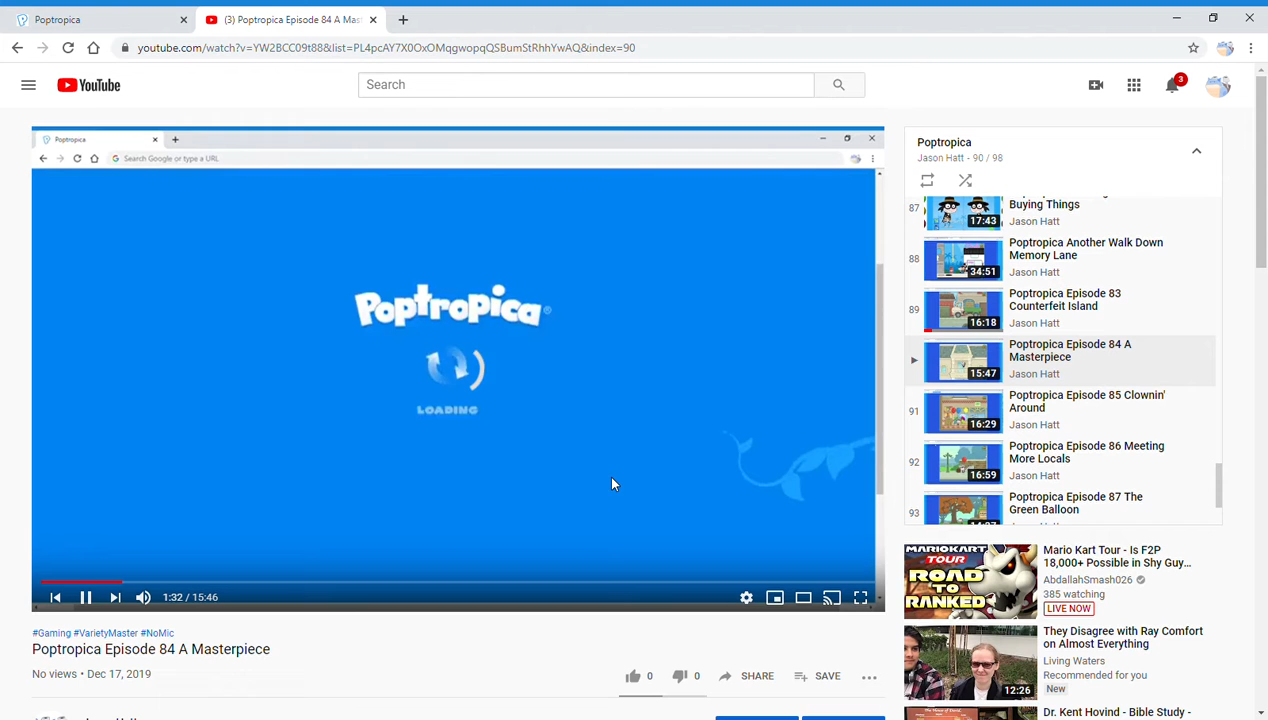 Poptropica
(3) Poptropica Episode 84 A Mas
youtube.com/watch?v=YW2BCC09t88&list=PL4pcAY7X0OxOMqgwopqQSBumStRhhYwAQ&index=90
YouTube
Search
3
Poptropica
Search Google or type a URL
Poptropica
LOADING
1:32 / 15:46
#Gaming #VarietyMaster #NoMic
Poptropica Episode 84 A Masterpiece
No views • Dec 17, 2019
0
0
SHARE
SAVE
Poptropica
Jason Hatt - 90 / 98
87
Buying Things
17:43
88
Poptropica Another Walk Down
Memory Lane
Jason Hatt
34:51
89
Poptropica Episode 83
Counterfeit Island
Jason Hatt
16:18
Poptropica Episode 84 A
Masterpiece
Jason Hatt
15:47
91
Poptropica Episode 85 Clownin'
Around
Jason Hatt
16:29
92
Poptropica Episode 86 Meeting
More Locals
Jason Hatt
16:59
93
Poptropica Episode 87 The
Green Balloon
MARIOKART
TOUR
ROAD
TO
RANKED
Mario Kart Tour - Is F2P
18,000+ Possible in Shy Guy...
AbdallahSmash026
385 watching
LIVE NOW
They Disagree with Ray Comfort
on Almost Everything
Living Waters
Recommended for you
New
12:26
Dr. Kent Hovind - Bible Study -